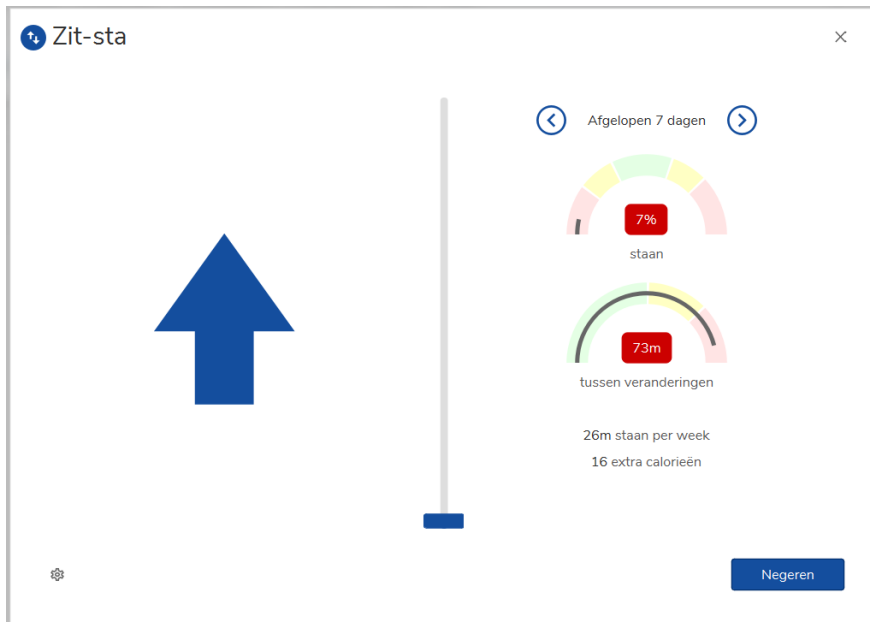 Zit-sta
Afgelopen 7 dagen
7%
staan
73m
tussen veranderingen
26m staan per week
16 extra calorieën
Negeren